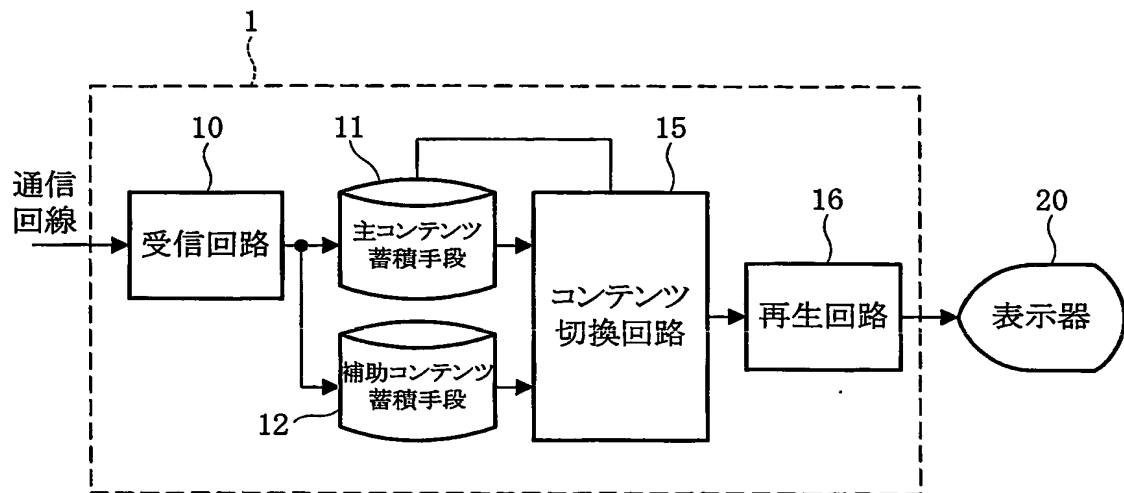 1
10
11
15
16
20
通信
回線
受信回路
主コンテンツ
蓄積手段
補助コンテンツ
蓄積手段
12
コンテンツ
切換回路
再生回路
表示器